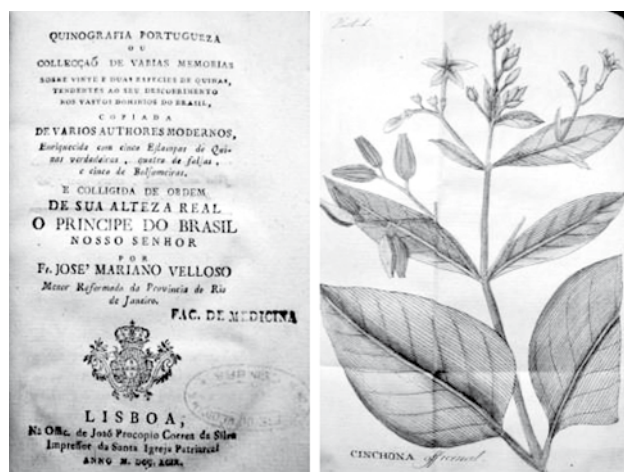 QUINOGRAFIA PORTUGUEZA
OU
COLLECÇAÕ DE VARIAS MEMORIAS
SOBRE VINTE E DUAS ESPECIES DE QUINAS,
TENDENTES AO SEU DESCOBRIMENTO
NOS VASTOS DOMINIOS DO BRASIL,
COPIADA
DE VARIOS AUTHORES MODERNOS,
Enriquecida com cinco Estampas de Qui-
nas verdadeiras, quatro de falsas,
e cinco de Balsameiras.
E COLLIGIDA DE ORDEM
DE SUA ALTEZA REAL
O PRINCIPE DO BRASIL
NOSSO SENHOR
POR
Fr. JOSE' MARIANO VELLOSO
Menor Reformado da Provincia do Rio
de Janeiro.
FAC. DE MEDICINA
LISBOA,
Na Offic. de José Procopio Correa da Silva
Impressor da Santa Igreja Patriarcal
ANNO M. DCC. XCIX.
CINCHONA officinal.